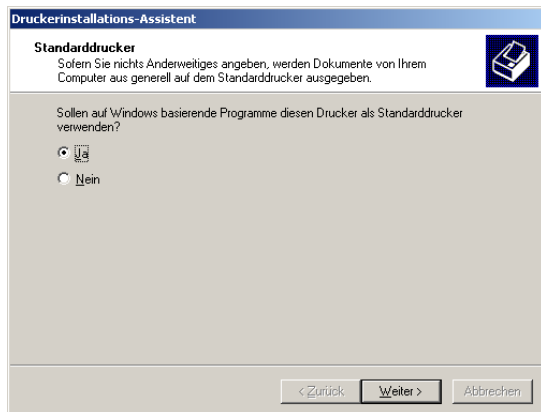 Druckerinstallations-Assistent
Standarddrucker
Sofern Sie nichts Anderweitiges angeben, werden Dokumente von Ihrem
Computer aus generell auf dem Standarddrucker ausgegeben.
Sollen auf Windows basierende Programme diesen Drucker als Standarddrucker
verwenden?
Ja
Nein
< Zurück Weiter > Abbrechen